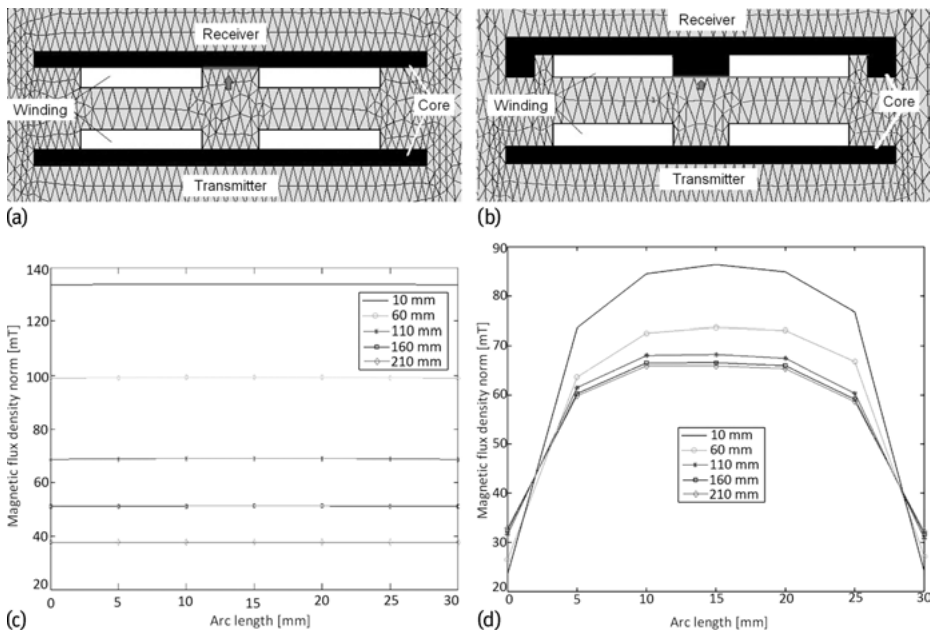 Receiver
Winding
Core
Transmitter
(a)
Receiver
Winding
Core
Transmitter
(b)
Magnetic flux density norm [mT]
140
120
100
80
60
40
20
0 5 10 15 20 25 30
10 mm
60 mm
110 mm
160 mm
210 mm
(c)
Arc length [mm]
Magnetic flux density norm [mT]
90
80
70
60
50
40
30
20
0 5 10 15 20 25 30
10 mm
60 mm
110 mm
160 mm
210 mm
(d)
Arc length [mm]